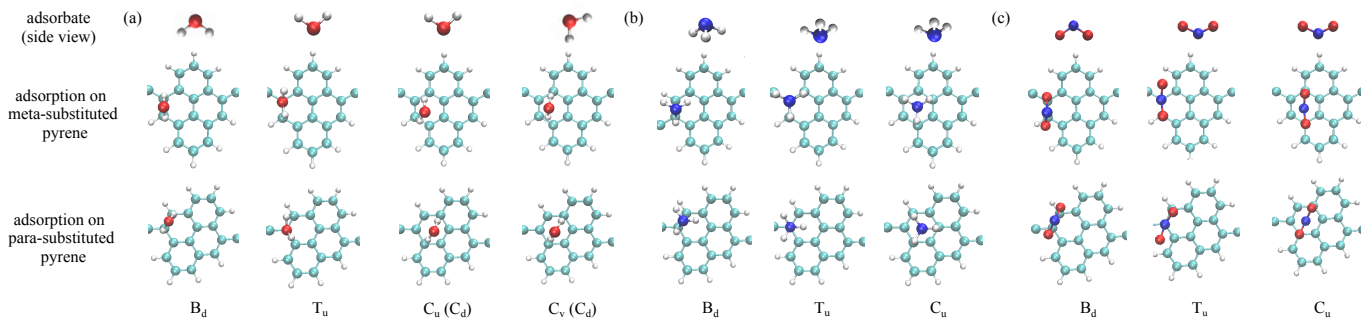 adsorbate (a) (b) (c)
(side view)
adsorption on
meta-substituted
pyrene
adsorption on
para-substituted
pyrene
B_d T_u C_u (C_d) C_v (C_d) B_d T_u C_u B_d T_u C_u